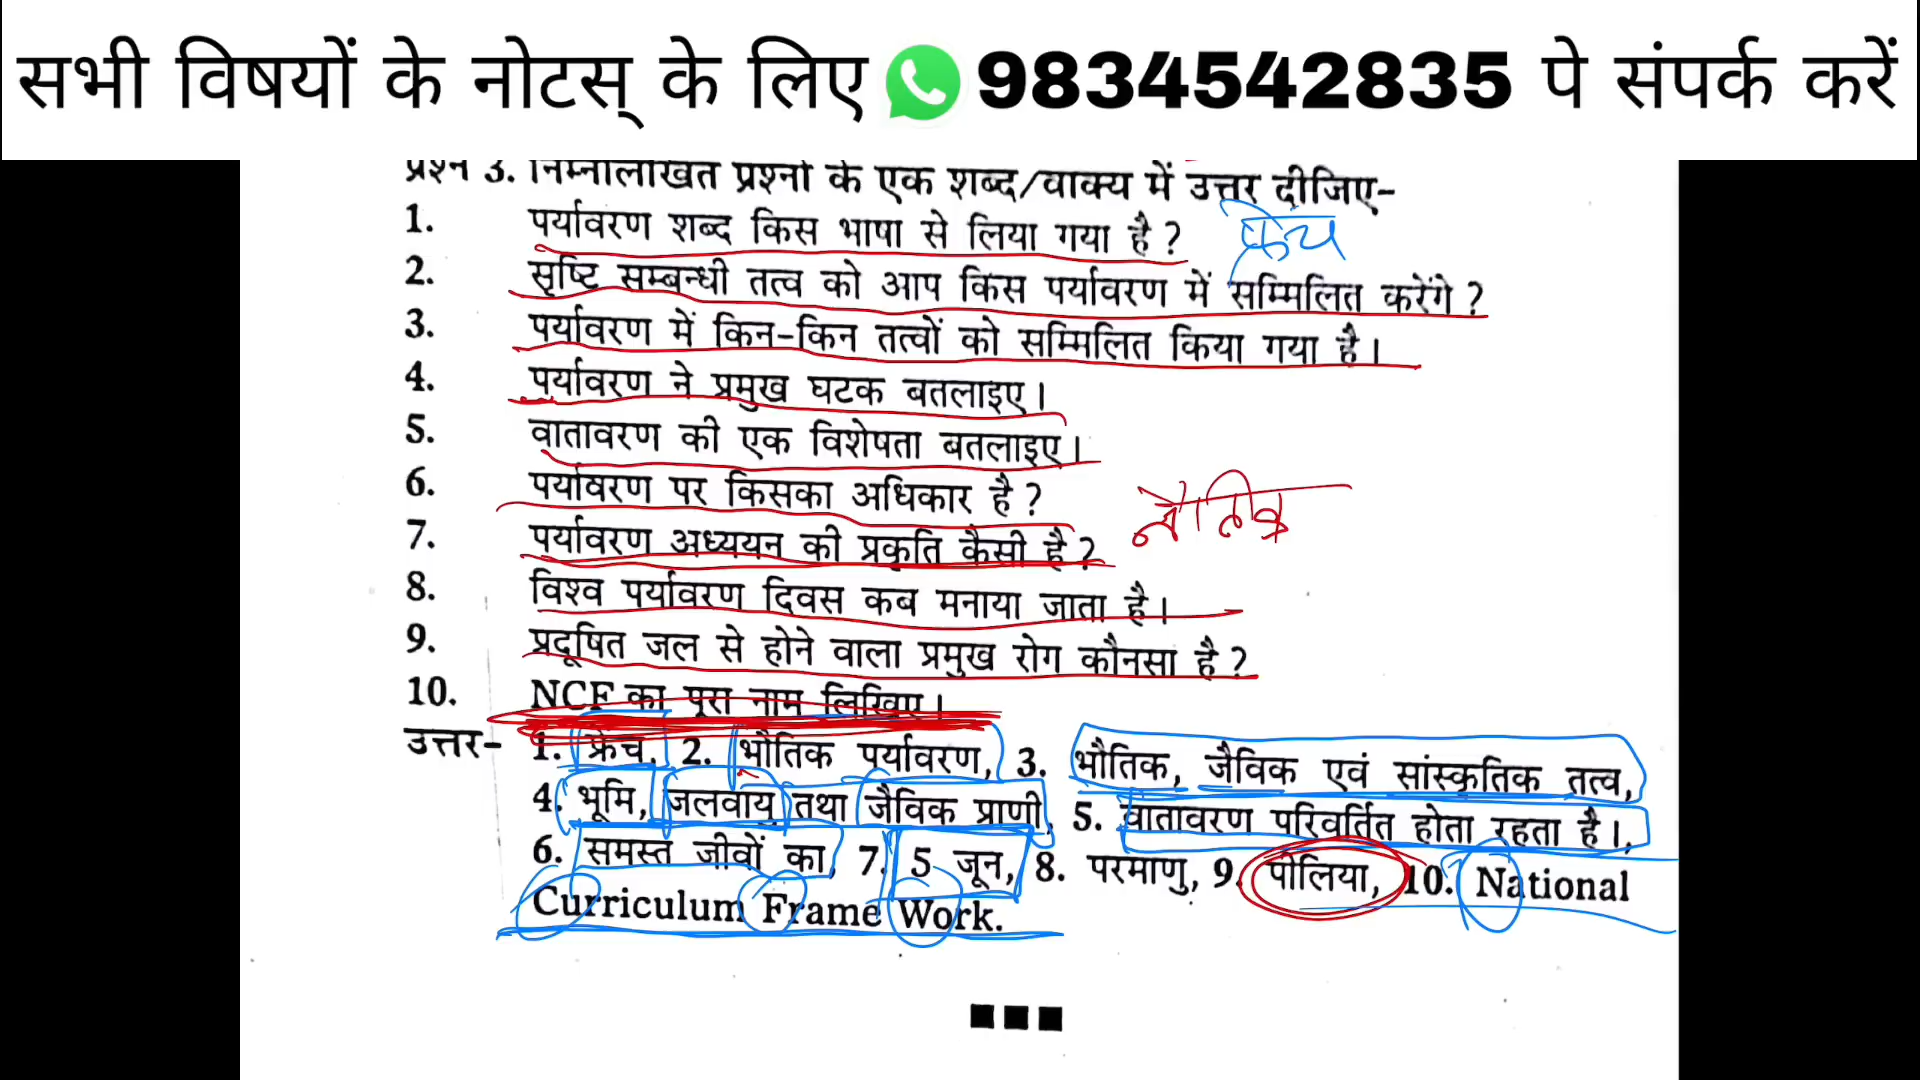 सभी विषयों के नोटस् के लिए 9834542835 पे संपर्क करें
प्रश्न 3. निम्नलिखित प्रश्नों के एक शब्द/वाक्य में उत्तर दीजिए-
1. पर्यावरण शब्द किस भाषा से लिया गया है ?
2. सृष्टि सम्बन्धी तत्व को आप किस पर्यावरण में सम्मिलित करेंगे ?
3. पर्यावरण में किन-किन तत्वों को सम्मिलित किया गया है।
4. पर्यावरण ने प्रमुख घटक बतलाइए।
5. वातावरण की एक विशेषता बतलाइए।
6. पर्यावरण पर किसका अधिकार है ?
7. पर्यावरण अध्ययन की प्रकृति कैसी है ?
8. विश्व पर्यावरण दिवस कब मनाया जाता है।
9. प्रदूषित जल से होने वाला प्रमुख रोग कौनसा है ?
10. NCF का पूरा नाम लिखिए।
उत्तर- 1. फ्रेंच, 2. भौतिक पर्यावरण, 3. भौतिक, जैविक एवं सांस्कृतिक तत्व,
4. भूमि, जलवायु तथा जैविक प्राणी, 5. वातावरण परिवर्तित होता रहता है।,
6. समस्त जीवों का, 7. 5 जून, 8. परमाणु, 9. पोलिया, 10. National
Curriculum Frame Work.